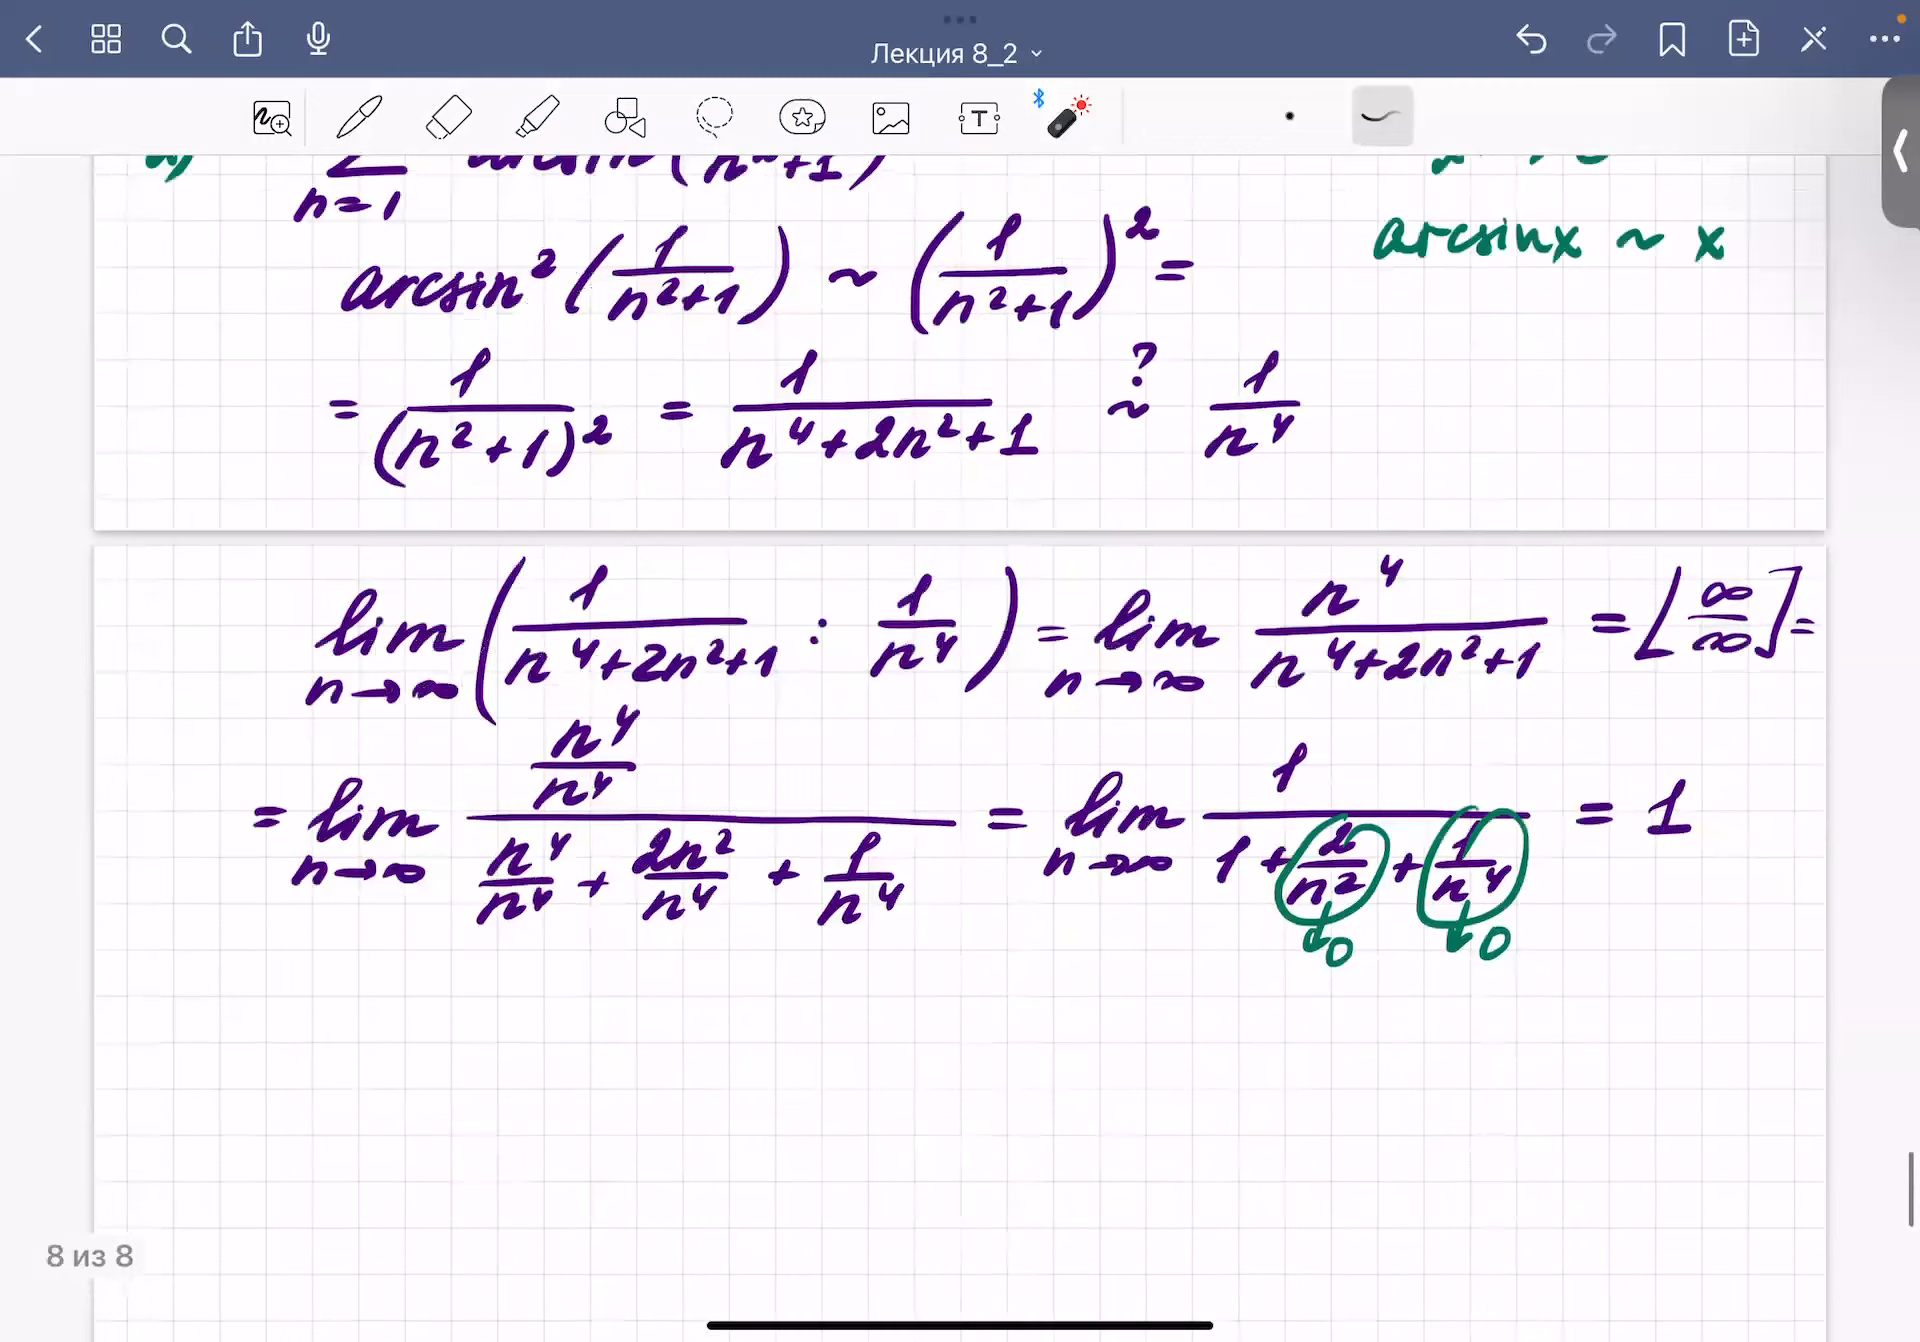 Лекция 8_2
n=1
arcsin x ~ x
arcsin² (1/(n²+1)) ~ (1/(n²+1))² =
= 1/(n²+1)² = 1/(n⁴+2n²+1) ?~ 1/n⁴
lim n→∞ (1/(n⁴+2n²+1) : 1/n⁴) = lim n→∞ n⁴/(n⁴+2n²+1) = [∞/∞] =
= lim n→∞ (n⁴/n⁴)/(n⁴/n⁴ + 2n²/n⁴ + 1/n⁴) = lim n→∞ 1/(1 + 2/n² + 1/n⁴) = 1
↓0 ↓0
8 из 8